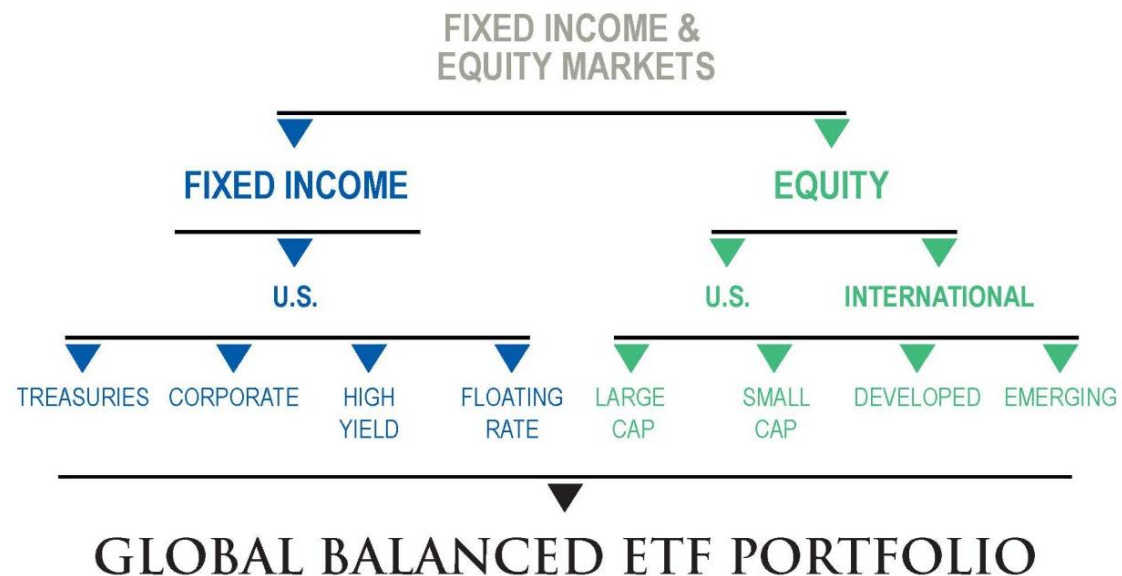 FIXED INCOME &
EQUITY MARKETS
FIXED INCOME
EQUITY
U.S.
U.S.
INTERNATIONAL
TREASURIES
CORPORATE
HIGH
YIELD
FLOATING
RATE
LARGE
CAP
SMALL
CAP
DEVELOPED
EMERGING
GLOBAL BALANCED ETF PORTFOLIO